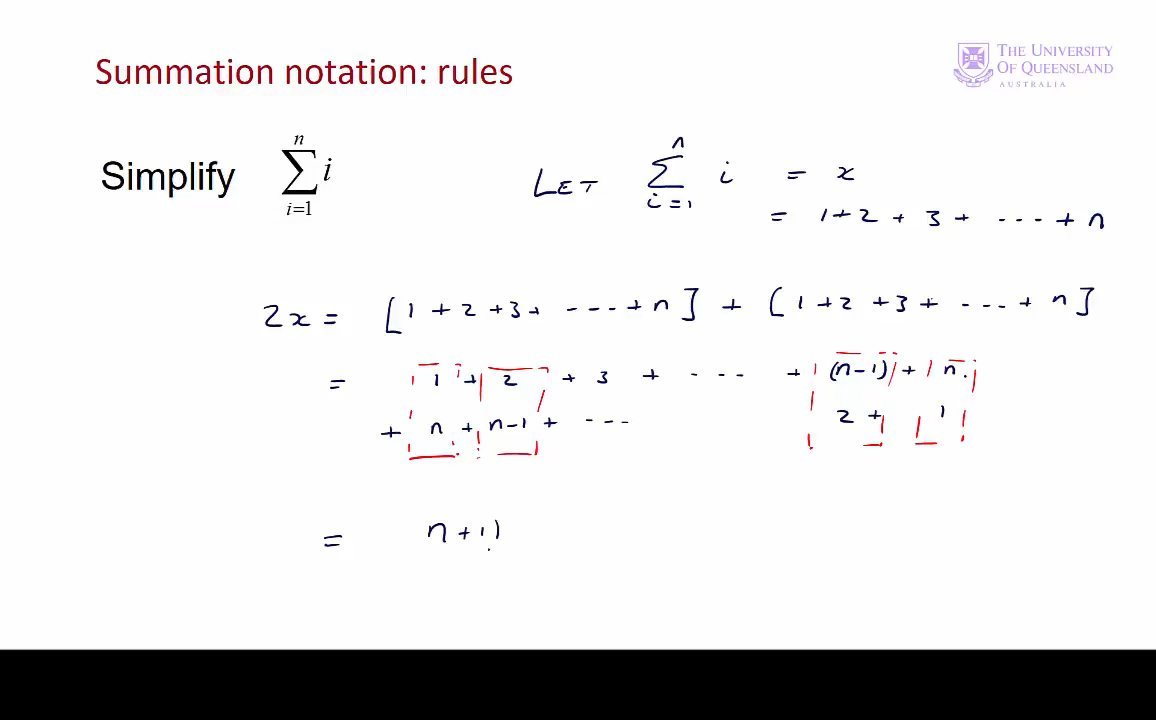 Summation notation: rules
THE UNIVERSITY
OF QUEENSLAND
AUSTRALIA
Simplify ∑_{i=1}^{n} i
LET ∑_{i=1}^{n} i = x
= 1 + 2 + 3 + ---- + n
2x = [1 + 2 + 3 + ---- + n] + [1 + 2 + 3 + ---- + n]
= 1 + 2 + 3 + ---- + (n-1) + n
+ n + n-1 + --- 2 + 1
= n+1)